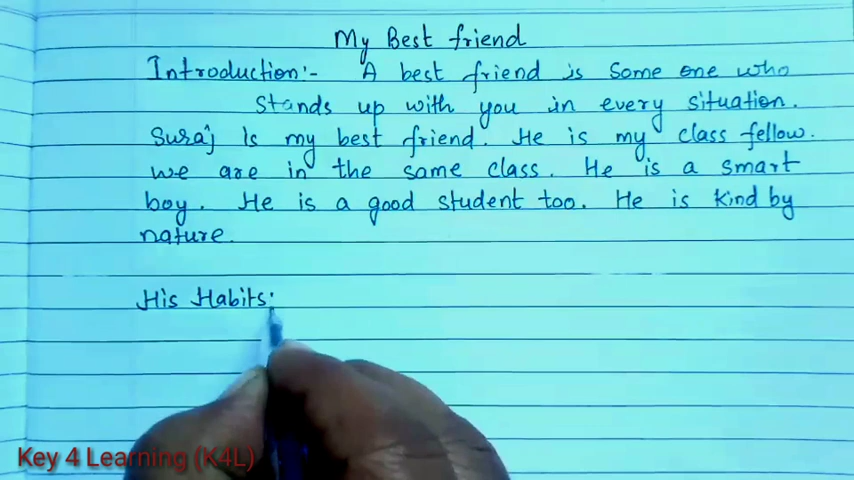 My Best friend
Introduction:- A best friend is Some one who
stands up with you in every situation.
Suraj Is my best friend. He is my class fellow.
we are in the same class. He is a smart
boy. He is a good student too. He is kind by
nature.
His Habits:
Key 4 Learning (K4L)